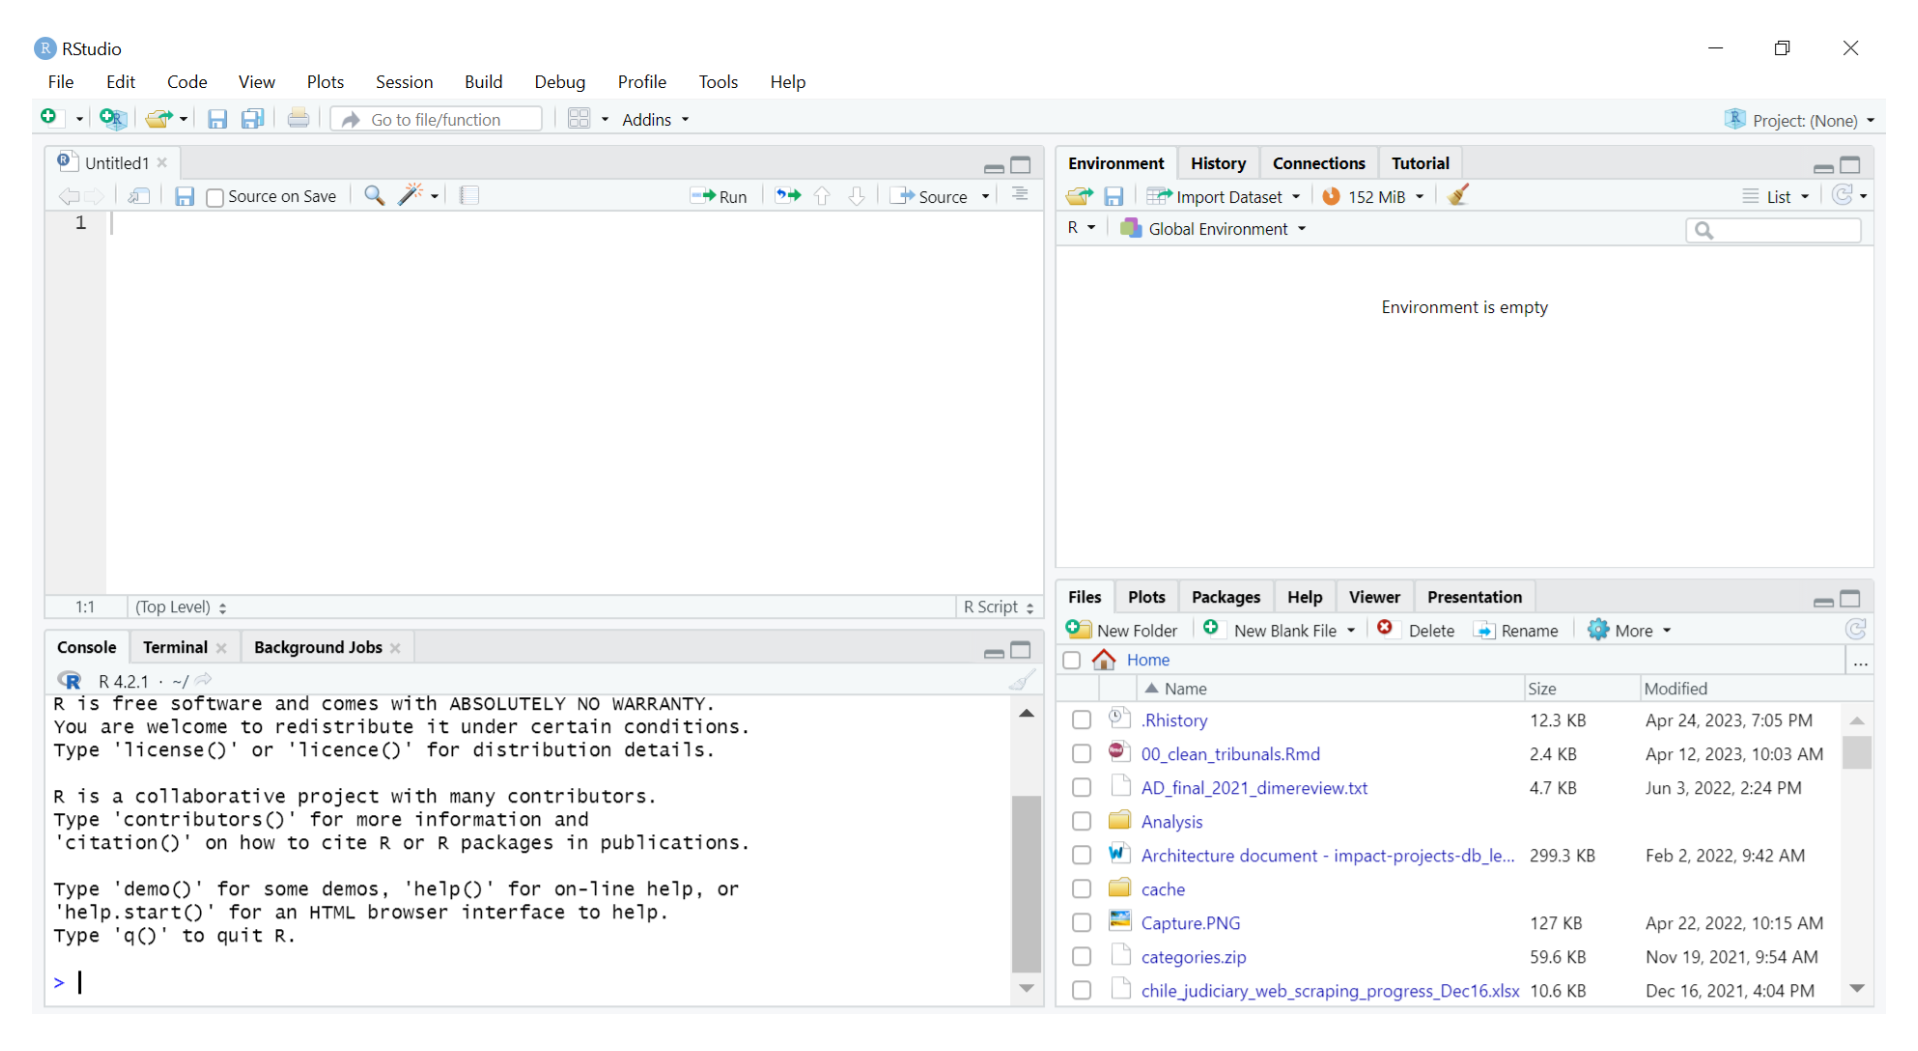 RStudio
File Edit Code View Plots Session Build Debug Profile Tools Help
Go to file/function Addins Project: (None)
Untitled1
Source on Save Run Source
1
1:1 (Top Level) R Script
Console Terminal Background Jobs
R 4.2.1 · ~/
R is free software and comes with ABSOLUTELY NO WARRANTY.
You are welcome to redistribute it under certain conditions.
Type 'license()' or 'licence()' for distribution details.
R is a collaborative project with many contributors.
Type 'contributors()' for more information and
'citation()' on how to cite R or R packages in publications.
Type 'demo()' for some demos, 'help()' for on-line help, or
'help.start()' for an HTML browser interface to help.
Type 'q()' to quit R.
>
Environment History Connections Tutorial
Import Dataset 152 MiB List
R Global Environment
Environment is empty
Files Plots Packages Help Viewer Presentation
New Folder New Blank File Delete Rename More
Home ...
Name Size Modified
.Rhistory 12.3 KB Apr 24, 2023, 7:05 PM
00_clean_tribunals.Rmd 2.4 KB Apr 12, 2023, 10:03 AM
AD_final_2021_dimereview.txt 4.7 KB Jun 3, 2022, 2:24 PM
Analysis
Architecture document - impact-projects-db_le... 299.3 KB Feb 2, 2022, 9:42 AM
cache
Capture.PNG 127 KB Apr 22, 2022, 10:15 AM
categories.zip 59.6 KB Nov 19, 2021, 9:54 AM
chile_judiciary_web_scraping_progress_Dec16.xlsx 10.6 KB Dec 16, 2021, 4:04 PM